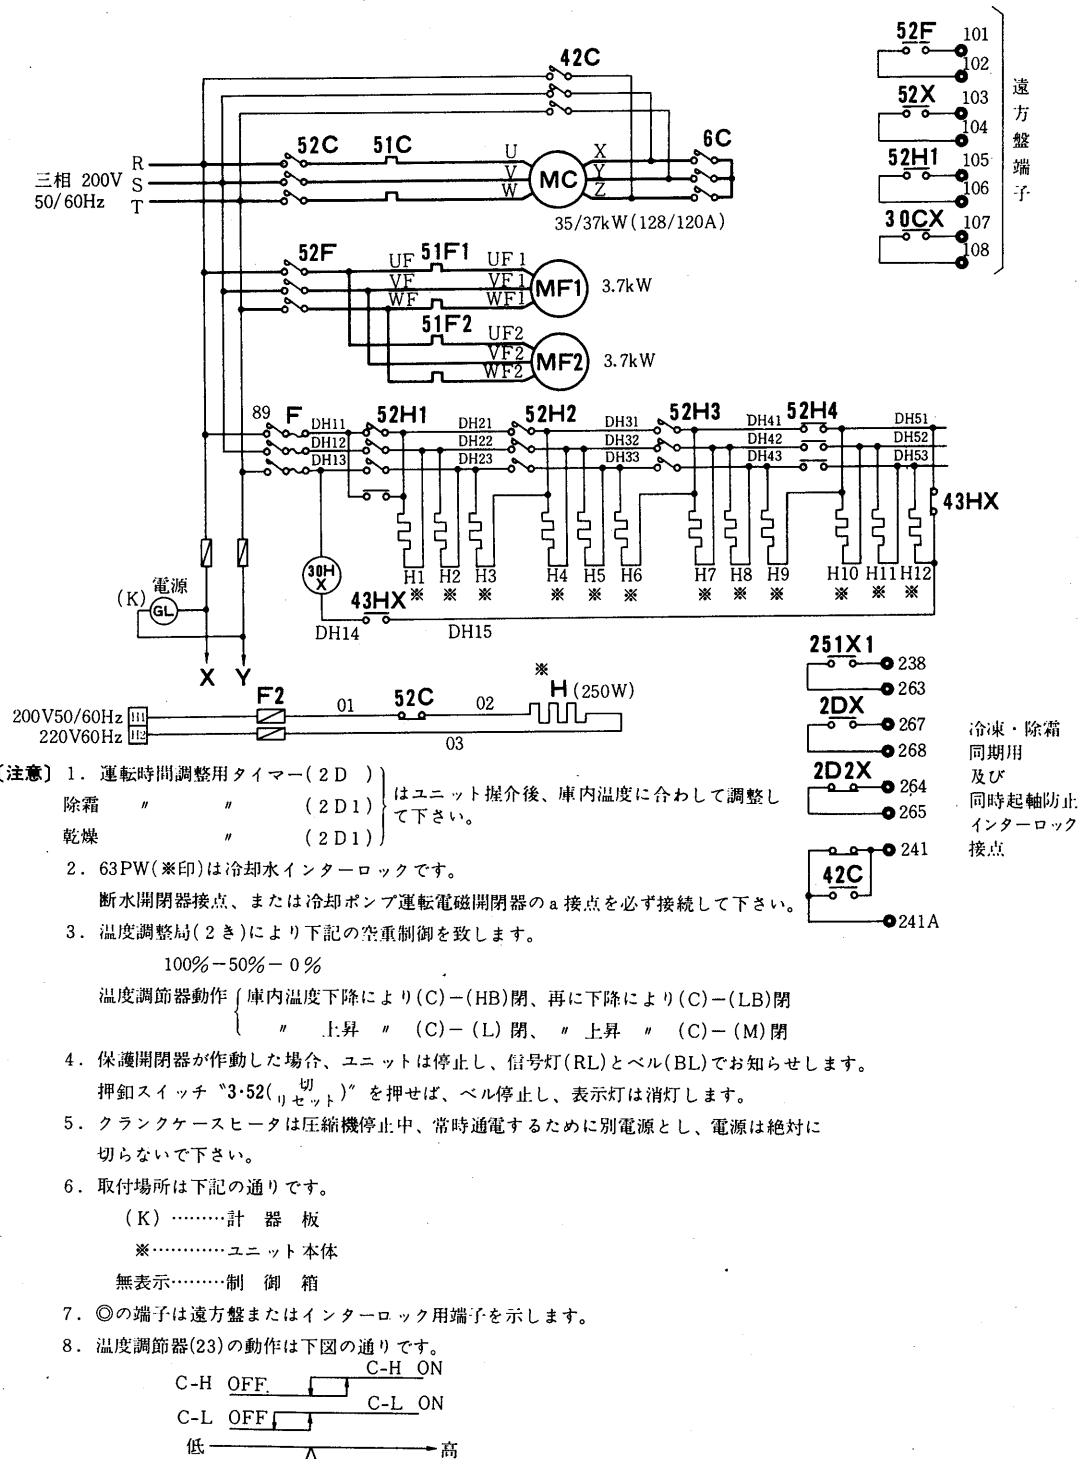 42C
52C 51C 6C
R
三相 200V S
50/60Hz T
U V W
MC
X Y Z
35/37kW(128/120A)
52F
51F1
UF UF1
VF VF1
WF WF1
MF1 3.7kW
51F2
UF2
VF2
WF2
MF2 3.7kW
89 F
52H1 52H2 52H3 52H4
DH11 DH21 DH31 DH41 DH51
DH12 DH22 DH32 DH42 DH52
DH13 DH23 DH33 DH43 DH53
43HX
30H
X
H1 H2 H3 H4 H5 H6 H7 H8 H9 H10 H11 H12
※ ※ ※ ※ ※ ※ ※ ※ ※ ※ ※ ※
43HX
DH14 DH15
電源
(K) GL
X Y
※
F2 01 52C 02 H (250W)
200V50/60Hz H1
220V60Hz H2
03
52F 101
102
52X 103
104
52H1 105
106
30CX 107
108
遠方盤端子
251X1 238
263
2DX 267
268
2D2X 264
265
241
42C
241A
冷凍・除霜
同期用
及び
同時起軸防止
インターロック
接点
〔注意〕 1. 運転時間調整用タイマー(2D )
除霜 〃 〃 (2D1)
乾燥 〃 (2D1)
はユニット握介後、庫内温度に合わして調整し
て下さい。
2. 63PW(※印)は冷却水インターロックです。
断水開閉器接点、または冷却ポンプ運転電磁開閉器のa接点を必ず接続して下さい。
3. 温度調整局(2き)により下記の空重制御を致します。
100%-50%-0%
温度調節器動作 庫内温度下降により(C)-(HB)閉、再に下降により(C)-(LB)閉
〃 上昇 〃 (C)-(L)閉、〃 上昇 〃 (C)-(M)閉
4. 保護開閉器が作動した場合、ユニットは停止し、信号灯(RL)とベル(BL)でお知らせします。
押釦スイッチ〝3・52(切 リセット)〞を押せば、ベル停止し、表示灯は消灯します。
5. クランクケースヒータは圧縮機停止中、常時通電するために別電源とし、電源は絶対に
切らないで下さい。
6. 取付場所は下記の通りです。
(K)………計 器 板
※…………ユニット本体
無表示………制 御 箱
7. ◎の端子は遠方盤またはインターロック用端子を示します。
8. 温度調節器(23)の動作は下図の通りです。
C-H OFF C-H ON
C-L OFF C-L ON
低 高